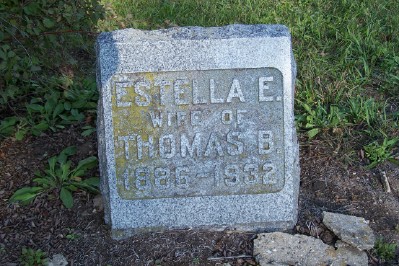 ESTELLA E.
WIFE OF
THOMAS B.
1886-1932